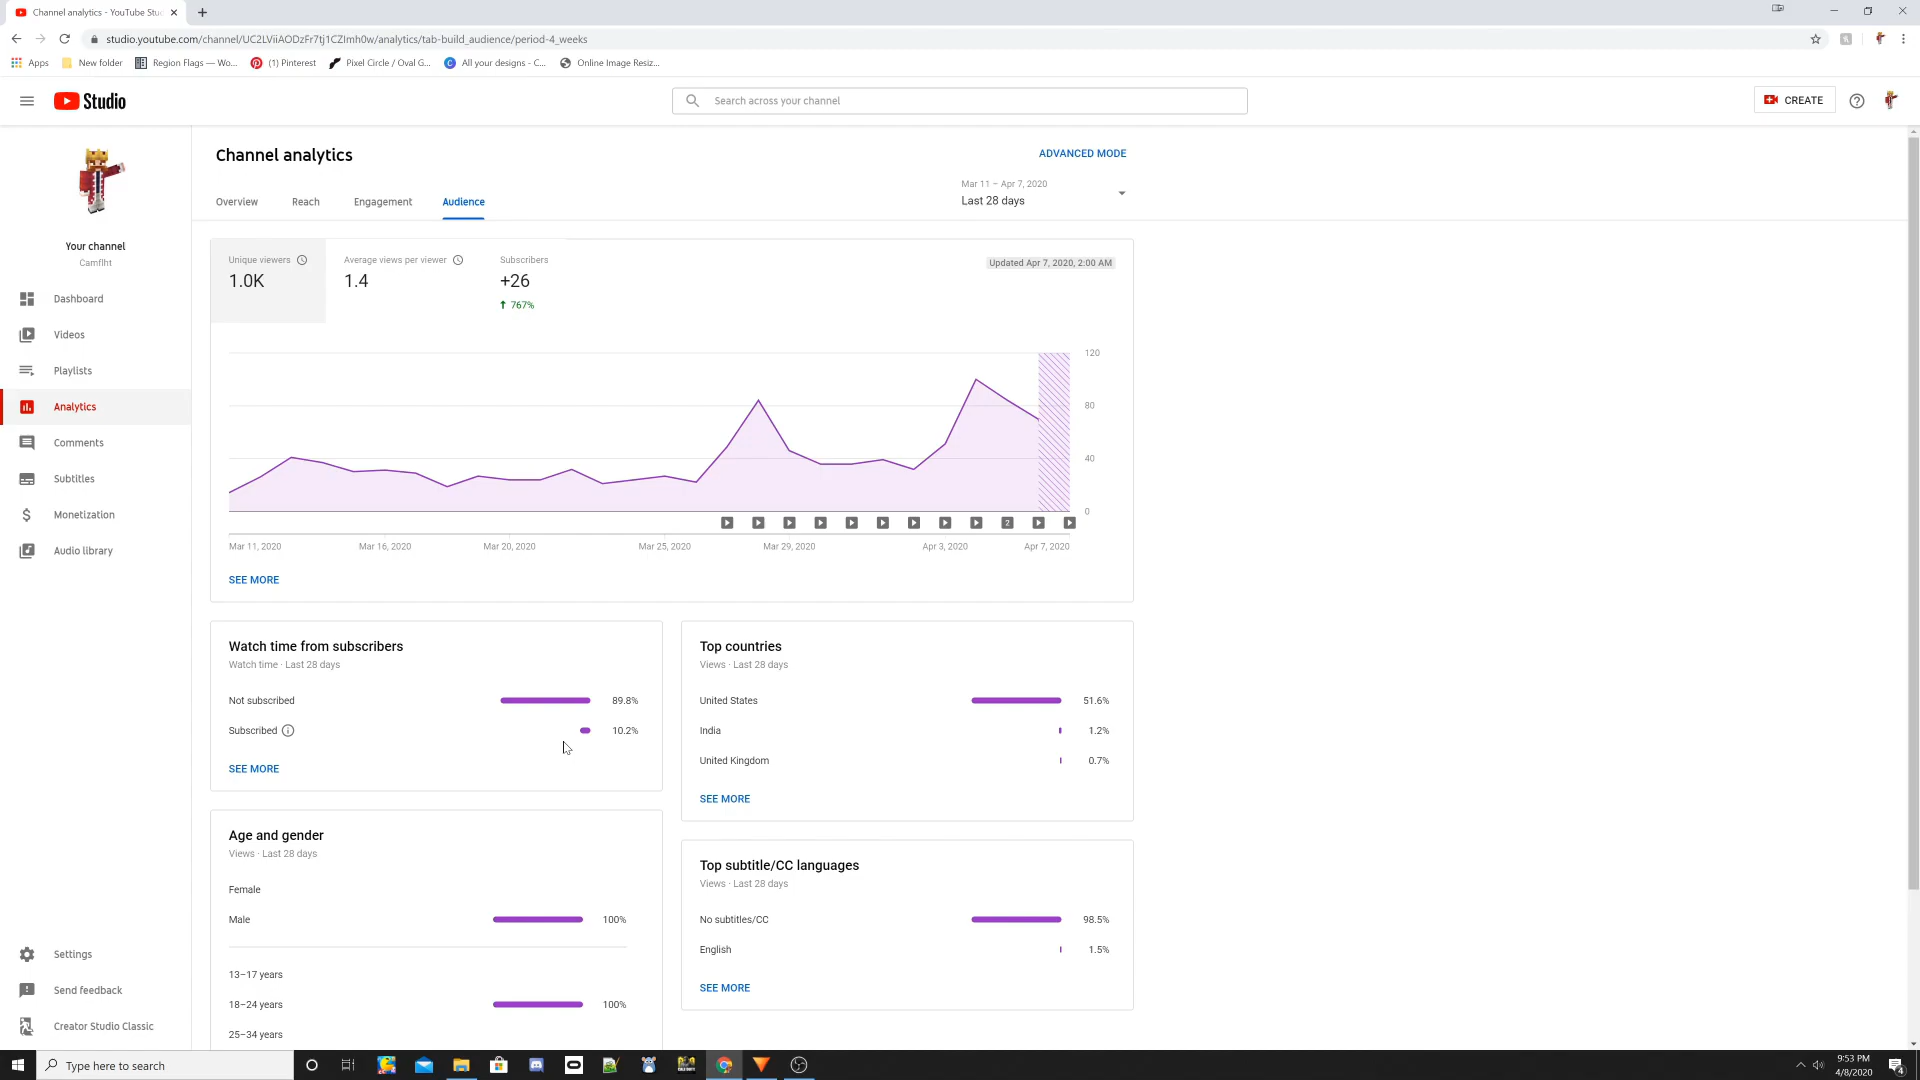 Channel analytics - YouTube Stu
studio.youtube.com/channel/UC2LViiAODzFr7tj1CZImh0w/analytics/tab-build_audience/period-4_weeks
Apps
New folder
Region Flags — Wo...
(1) Pinterest
Pixel Circle / Oval G...
All your designs - C...
Online Image Resiz...
Studio
Search across your channel
CREATE
Your channel
Camflht
Dashboard
Videos
Playlists
Analytics
Comments
Subtitles
Monetization
Audio library
Settings
Send feedback
Creator Studio Classic
Channel analytics
ADVANCED MODE
Overview
Reach
Engagement
Audience
Mar 11 – Apr 7, 2020
Last 28 days
Unique viewers
1.0K
Average views per viewer
1.4
Subscribers
+26
767%
Updated Apr 7, 2020, 2:00 AM
120
80
40
0
2
Mar 11, 2020
Mar 16, 2020
Mar 20, 2020
Mar 25, 2020
Mar 29, 2020
Apr 3, 2020
Apr 7, 2020
SEE MORE
Watch time from subscribers
Watch time · Last 28 days
Not subscribed 89.8%
Subscribed 10.2%
SEE MORE
Top countries
Views · Last 28 days
United States 51.6%
India 1.2%
United Kingdom 0.7%
SEE MORE
Age and gender
Views · Last 28 days
Female
Male 100%
13–17 years
18–24 years 100%
25–34 years
Top subtitle/CC languages
Views · Last 28 days
No subtitles/CC 98.5%
English 1.5%
SEE MORE
Type here to search
9:53 PM
4/8/2020
4